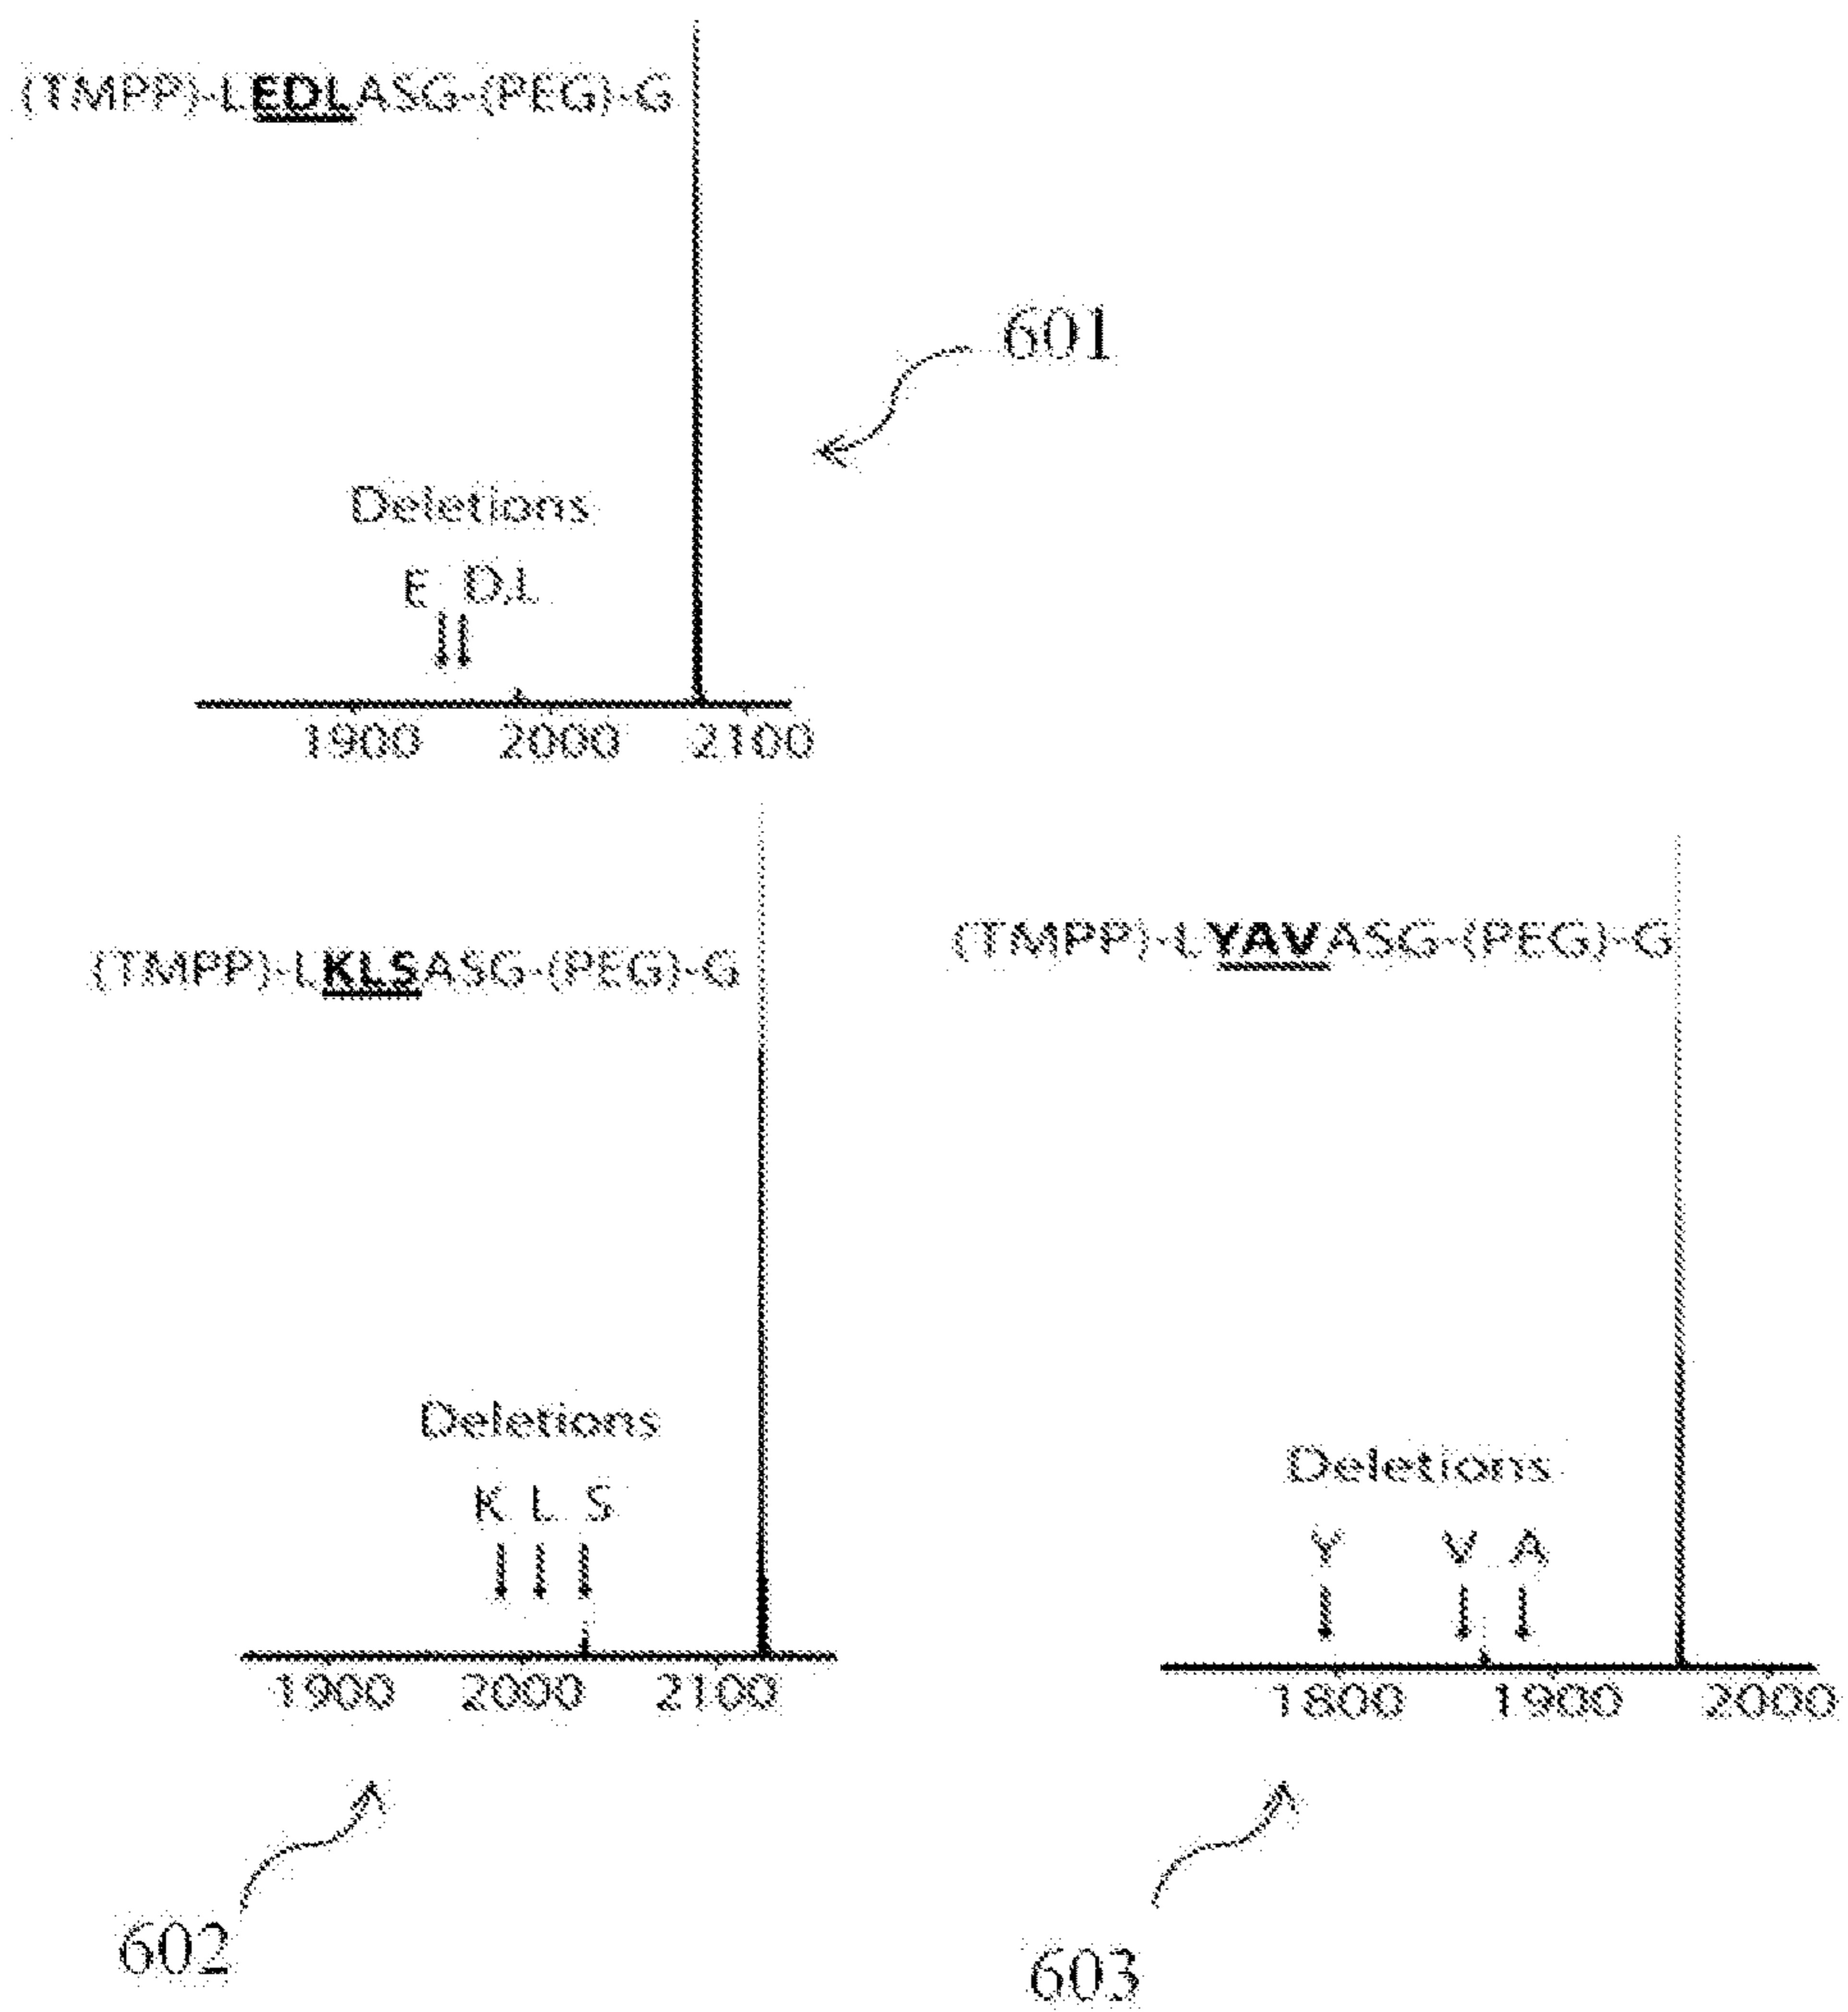 (TMPP)-LEDLASG-(PEG)-G
601
Deletions
E D,L
1900 2000 2100
(TMPP)-LKLSASG-(PEG)-G
Deletions
K L S
1900 2000 2100
602
(TMPP)-LYAVASG-(PEG)-G
Deletions
Y V A
1800 1900 2000
603